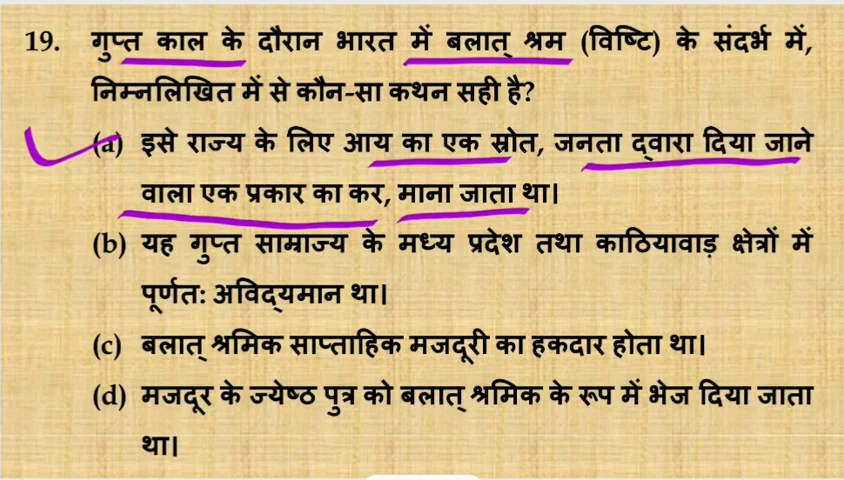 19. गुप्त काल के दौरान भारत में बलात् श्रम (विष्टि) के संदर्भ में,
निम्नलिखित में से कौन-सा कथन सही है?
(a) इसे राज्य के लिए आय का एक स्रोत, जनता द्वारा दिया जाने
वाला एक प्रकार का कर, माना जाता था।
(b) यह गुप्त साम्राज्य के मध्य प्रदेश तथा काठियावाड़ क्षेत्रों में
पूर्णत: अविद्यमान था।
(c) बलात् श्रमिक साप्ताहिक मजदूरी का हकदार होता था।
(d) मजदूर के ज्येष्ठ पुत्र को बलात् श्रमिक के रूप में भेज दिया जाता
था।